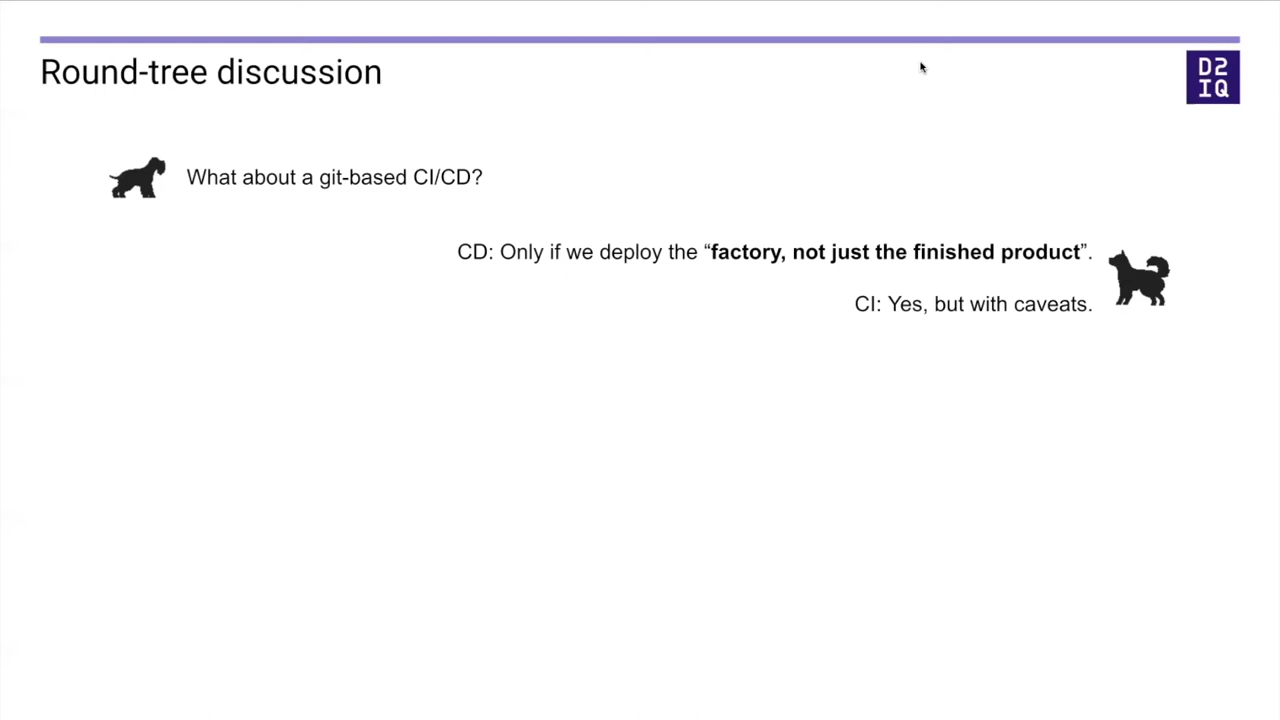 Round-tree discussion
D2
IQ
What about a git-based CI/CD?
CD: Only if we deploy the “factory, not just the finished product”.
CI: Yes, but with caveats.